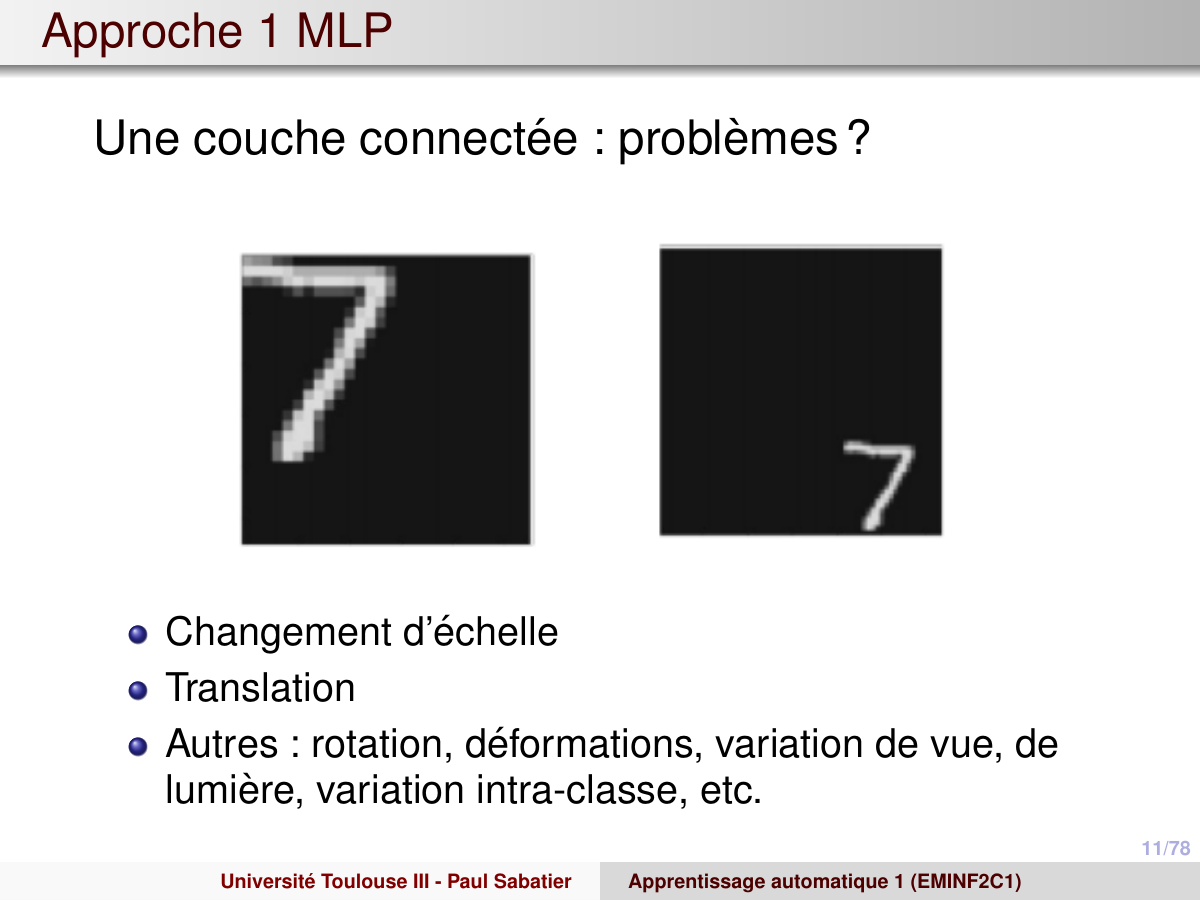 Approche 1 MLP
Une couche connectée : problèmes ?
7
7
Changement d'échelle
Translation
Autres : rotation, déformations, variation de vue, de
lumière, variation intra-classe, etc.
11/78
Université Toulouse III - Paul Sabatier
Apprentissage automatique 1 (EMINF2C1)